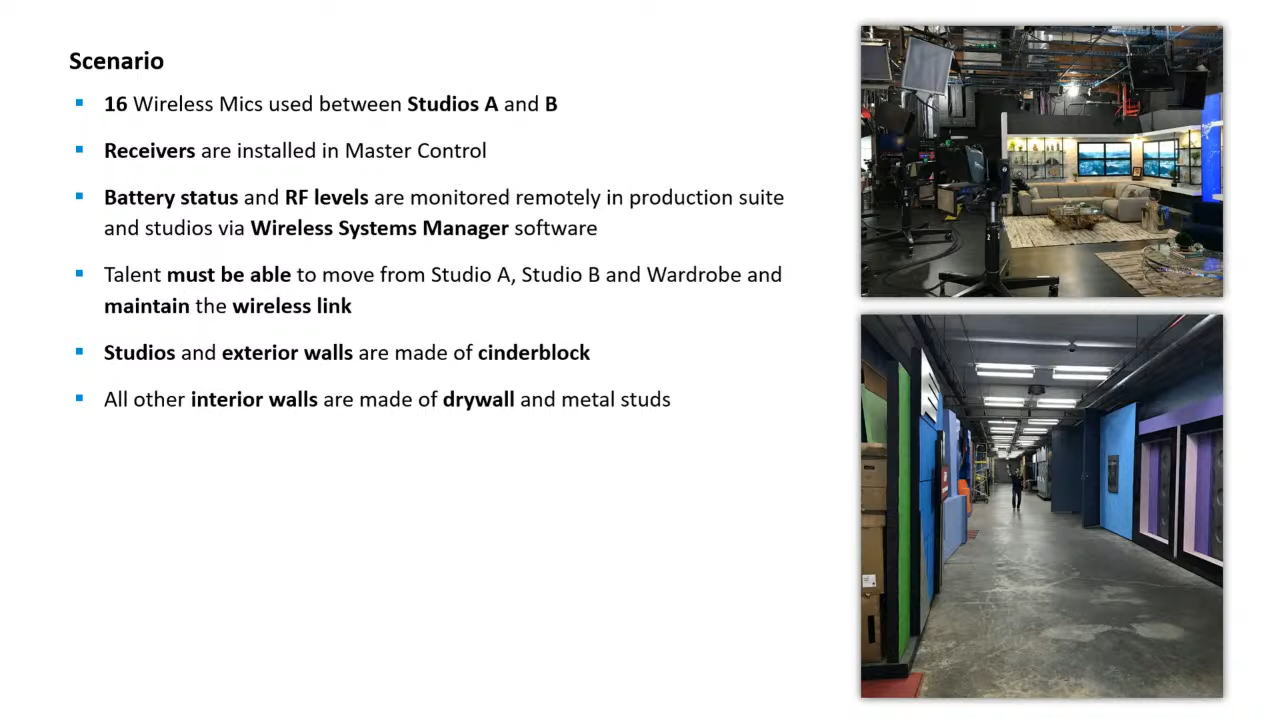 Scenario
16 Wireless Mics used between Studios A and B
Receivers are installed in Master Control
Battery status and RF levels are monitored remotely in production suite
and studios via Wireless Systems Manager software
Talent must be able to move from Studio A, Studio B and Wardrobe and
maintain the wireless link
Studios and exterior walls are made of cinderblock
All other interior walls are made of drywall and metal studs